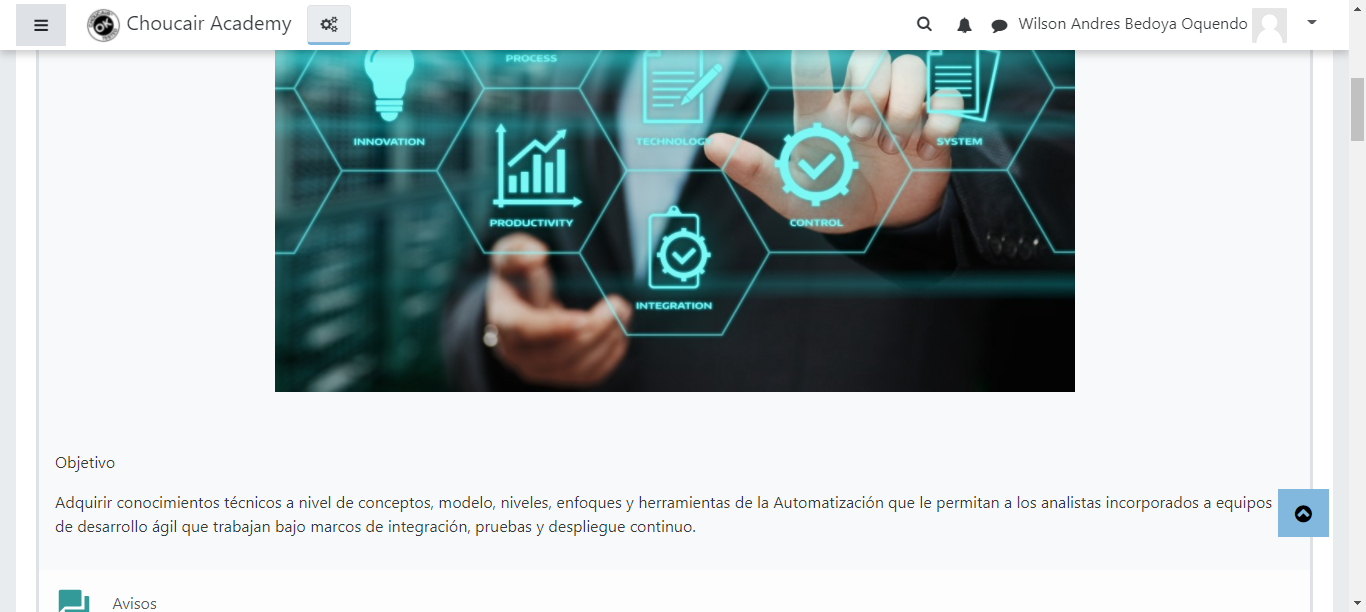 Choucair Academy
Wilson Andres Bedoya Oquendo
PROCESS
INNOVATION
TECHNOLOGY
SYSTEM
PRODUCTIVITY
CONTROL
INTEGRATION
Objetivo
Adquirir conocimientos técnicos a nivel de conceptos, modelo, niveles, enfoques y herramientas de la Automatización que le permitan a los analistas incorporados a equipos
de desarrollo ágil que trabajan bajo marcos de integración, pruebas y despliegue continuo.
Avisos